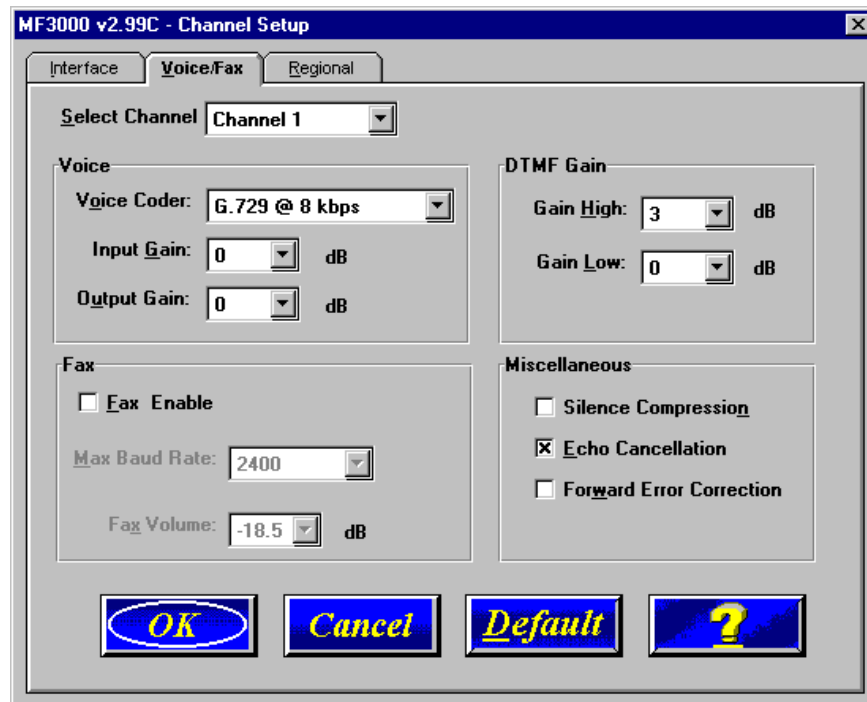 MF3000 v2.99C - Channel Setup
Interface Voice/Fax Regional
Select Channel Channel 1
Voice
Voice Coder: G.729 @ 8 kbps
Input Gain: 0 dB
Output Gain: 0 dB
DTMF Gain
Gain High: 3 dB
Gain Low: 0 dB
Fax
Fax Enable
Max Baud Rate: 2400
Fax Volume: -18.5 dB
Miscellaneous
Silence Compression
Echo Cancellation
Forward Error Correction
OK Cancel Default ?